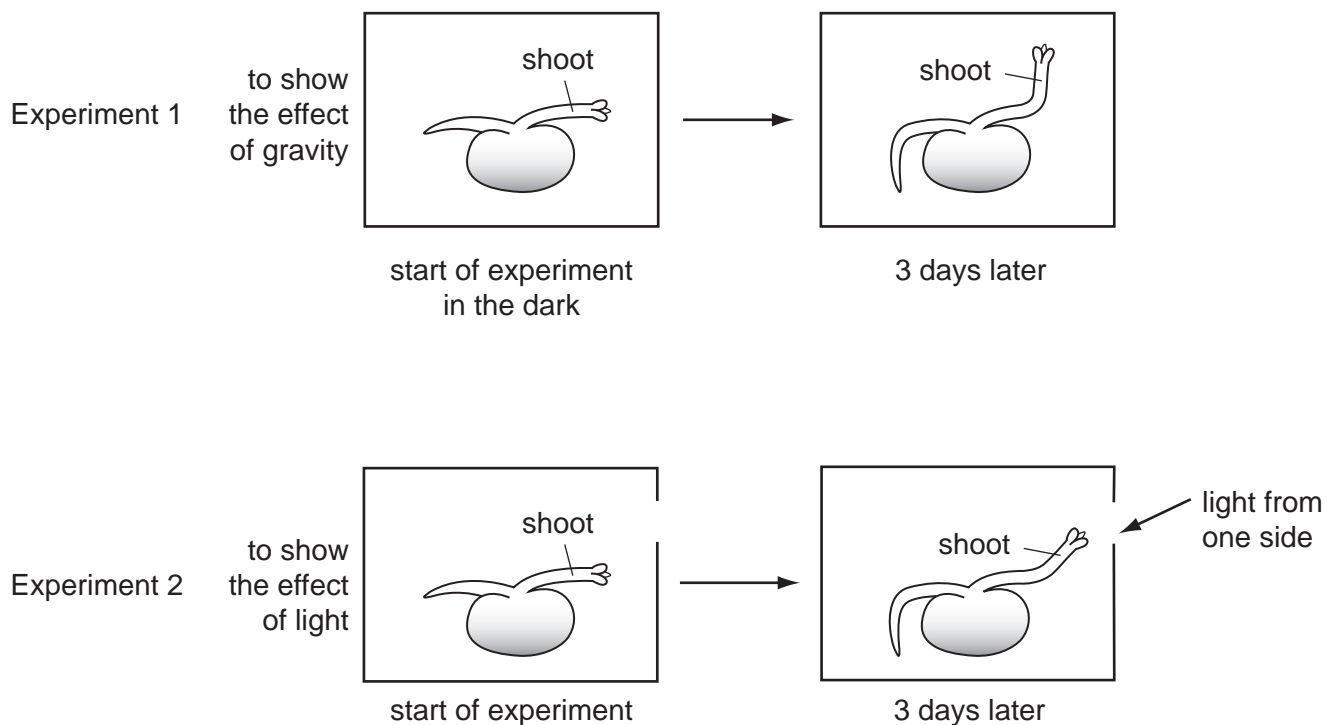 Experiment 1
to show
the effect
of gravity
shoot
shoot
start of experiment
in the dark
3 days later
Experiment 2
to show
the effect
of light
shoot
shoot
light from
one side
start of experiment
3 days later